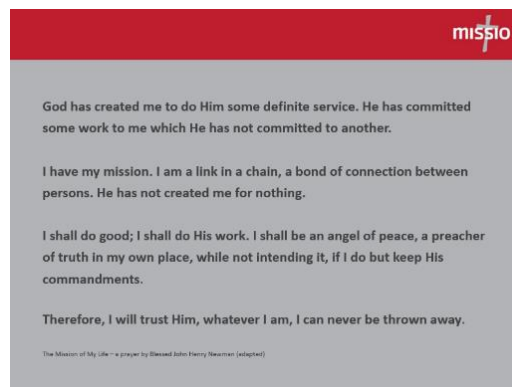 missio
God has created me to do Him some definite service. He has committed
some work to me which He has not committed to another.
I have my mission. I am a link in a chain, a bond of connection between
persons. He has not created me for nothing.
I shall do good; I shall do His work. I shall be an angel of peace, a preacher
of truth in my own place, while not intending it, if I do but keep His
commandments.
Therefore, I will trust Him, whatever I am, I can never be thrown away.
The Mission of My Life – a prayer by Blessed John Henry Newman (adapted)